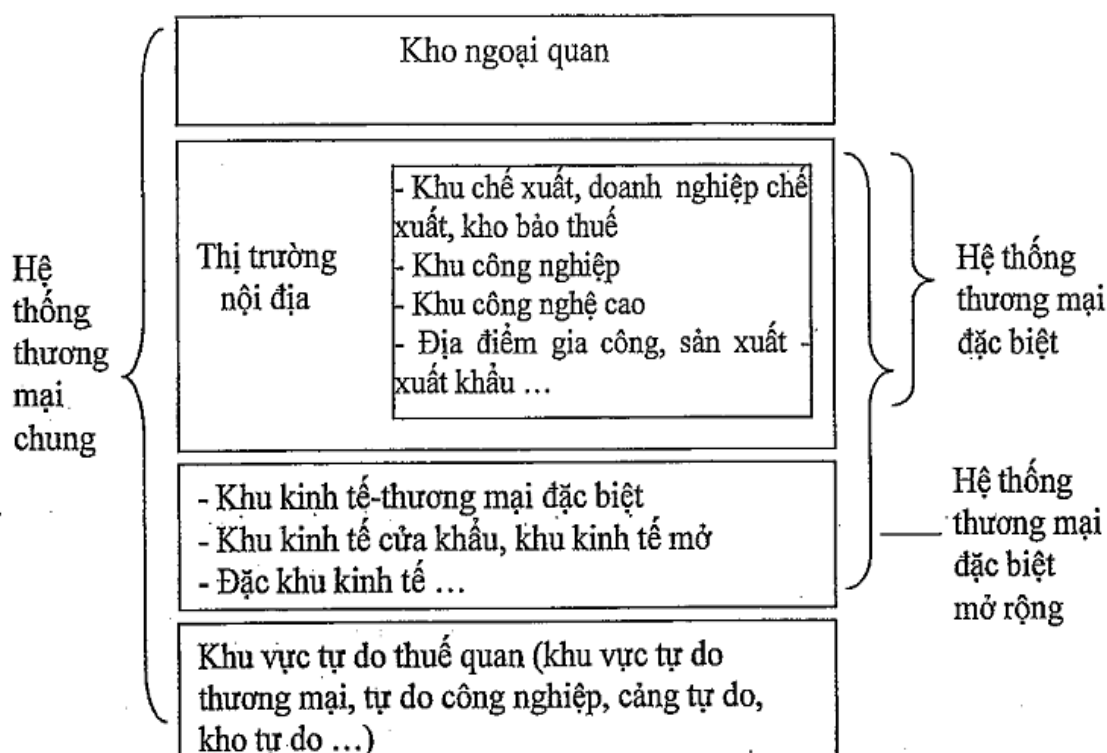 Kho ngoại quan
Hệ
thống
thương
mại
chung
Thị trường
nội địa
- Khu chế xuất, doanh nghiệp chế
xuất, kho bảo thuế
- Khu công nghiệp
- Khu công nghệ cao
- Địa điểm gia công, sản xuất -
xuất khẩu ...
Hệ thống
thương mại
đặc biệt
- Khu kinh tế-thương mại đặc biệt
- Khu kinh tế cửa khẩu, khu kinh tế mở
- Đặc khu kinh tế ...
Hệ thống
thương mại
đặc biệt
mở rộng
Khu vực tự do thuế quan (khu vực tự do
thương mại, tự do công nghiệp, cảng tự do,
kho tự do ...)